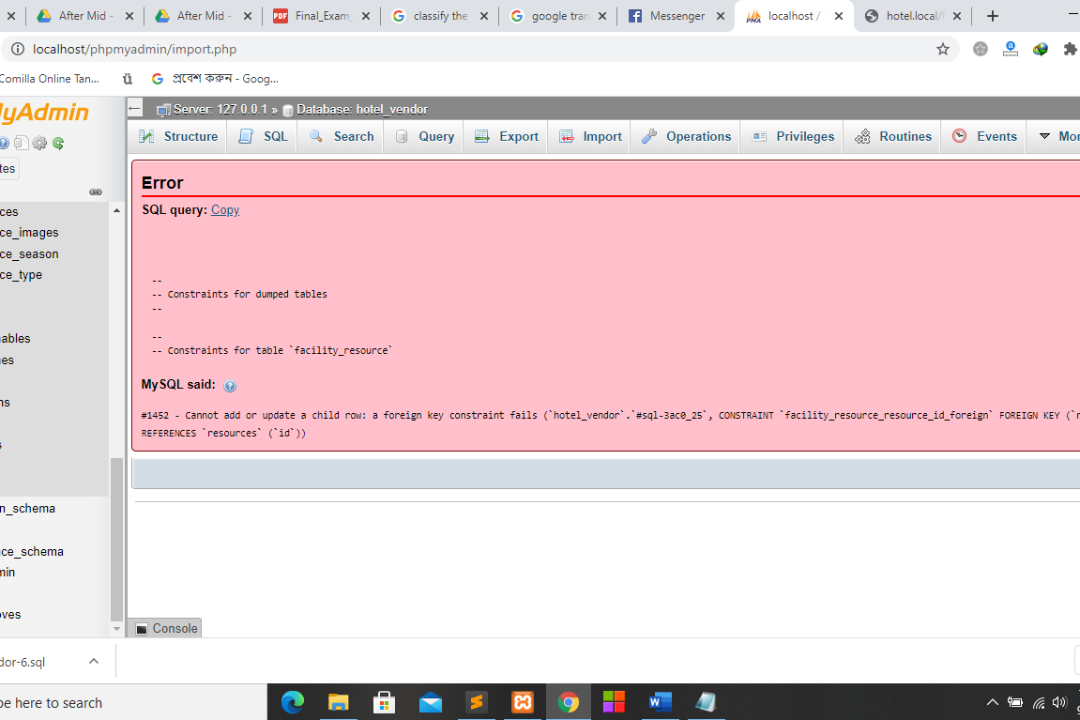 After Mid -
After Mid -
Final_Exam_
classify the
google tran
Messenger
localhost /
hotel.local/
localhost/phpmyadmin/import.php
Comilla Online Tan...
ü
প্রবেশ করুন - Goog...
MyAdmin
Server: 127.0.0.1 » Database: hotel_vendor
Structure
SQL
Search
Query
Export
Import
Operations
Privileges
Routines
Events
Mor
tes
ces
ce_images
ce_season
ce_type
ables
es
ns
s
n_schema
ce_schema
min
oves
Error
SQL query: Copy
--
-- Constraints for dumped tables
--
--
-- Constraints for table `facility_resource`
MySQL said:
#1452 - Cannot add or update a child row: a foreign key constraint fails (`hotel_vendor`.`#sql-3ac0_25`, CONSTRAINT `facility_resource_resource_id_foreign` FOREIGN KEY (`r
REFERENCES `resources` (`id`))
Console
dor-6.sql
pe here to search